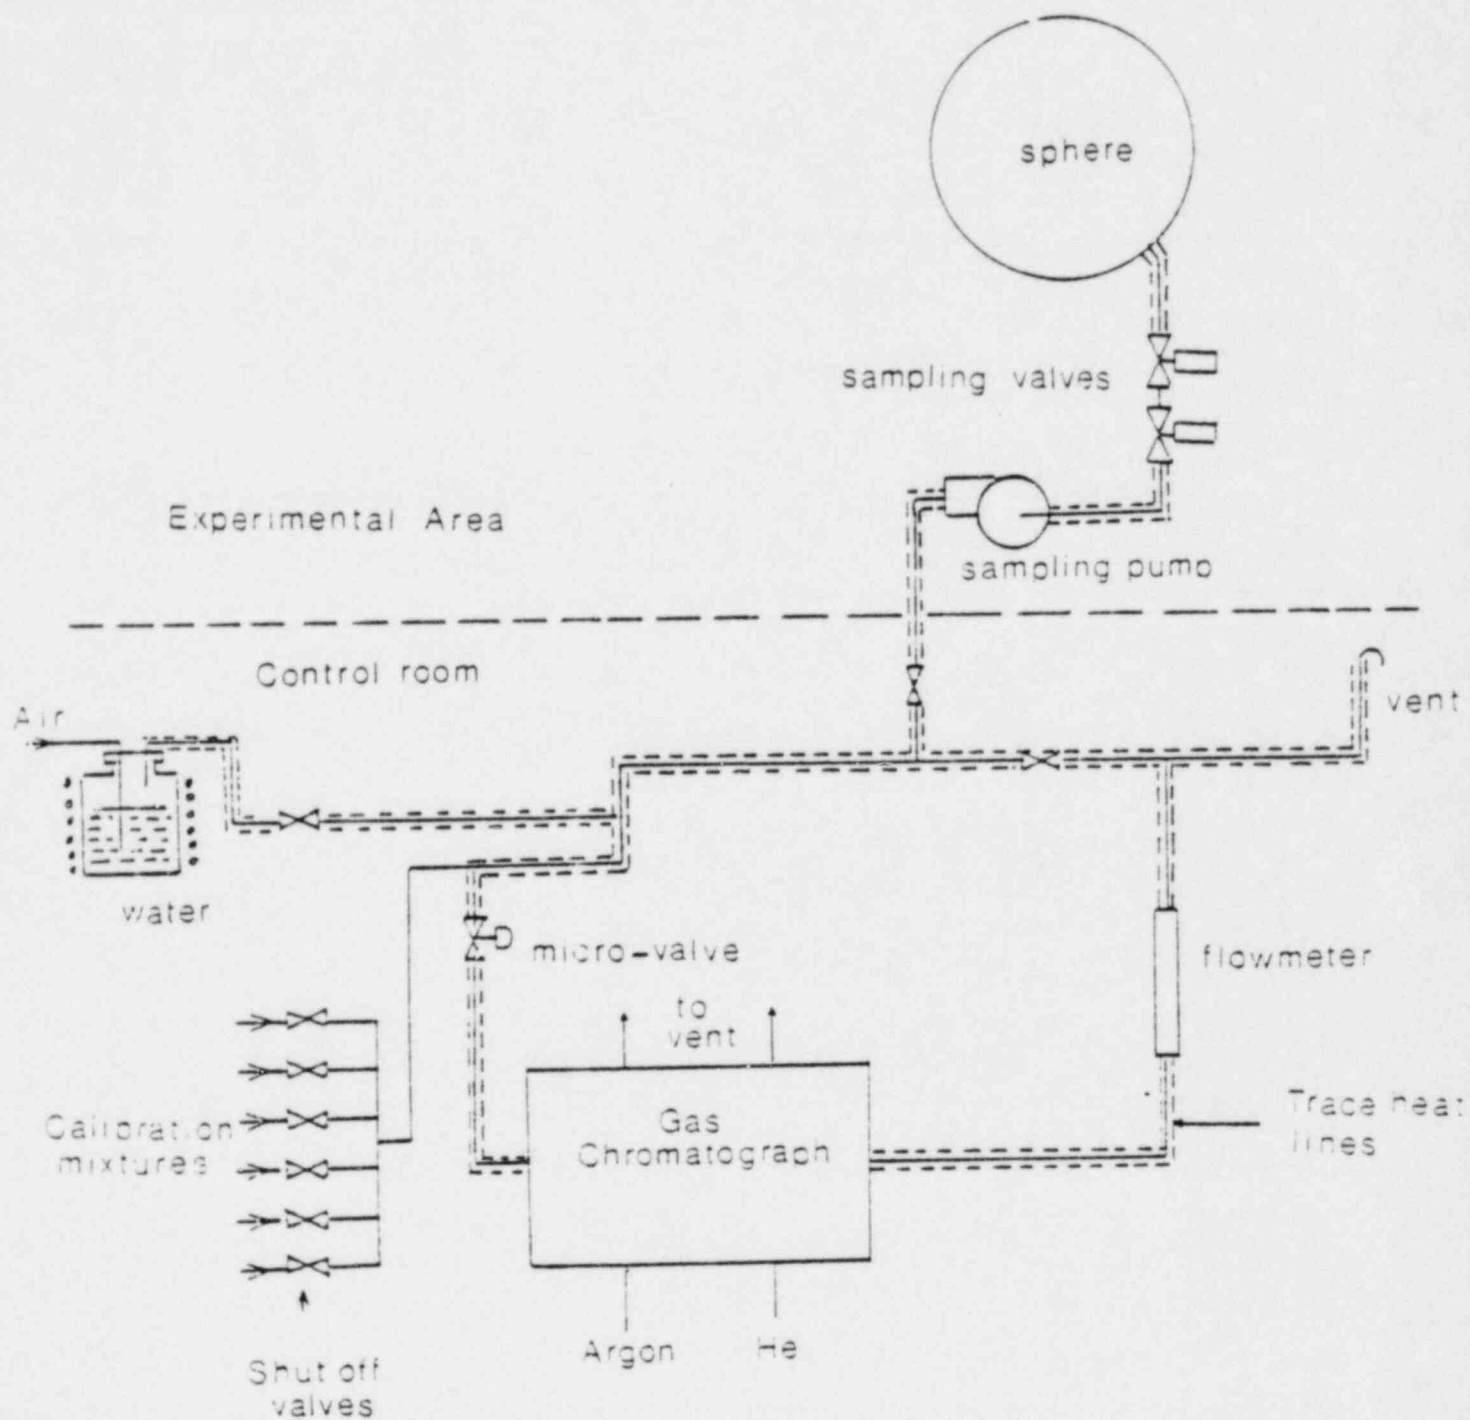 sphere
sampling valves
Experimental Area
sampling pump
Control room
Air
vent
water
micro-valve
flowmeter
to
vent
Gas
Chromatograph
Calibration
mixtures
Trace heat
lines
Argon
He
Shut off
valves